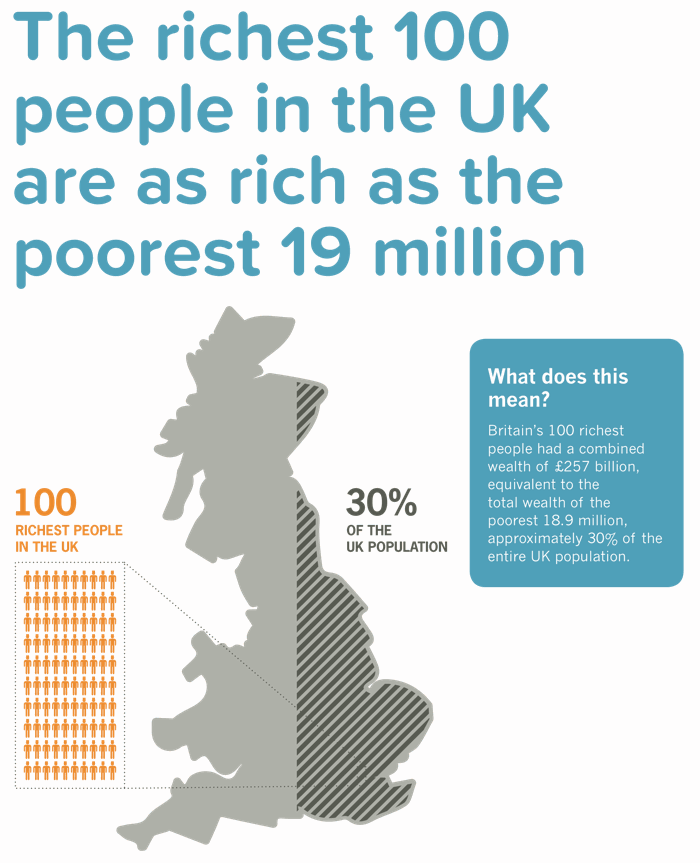 The richest 100
people in the UK
are as rich as the
poorest 19 million
What does this
mean?
Britain's 100 richest
people had a combined
wealth of £257 billion,
equivalent to the
total wealth of the
poorest 18.9 million,
approximately 30% of the
entire UK population.
100
RICHEST PEOPLE
IN THE UK
30%
OF THE
UK POPULATION